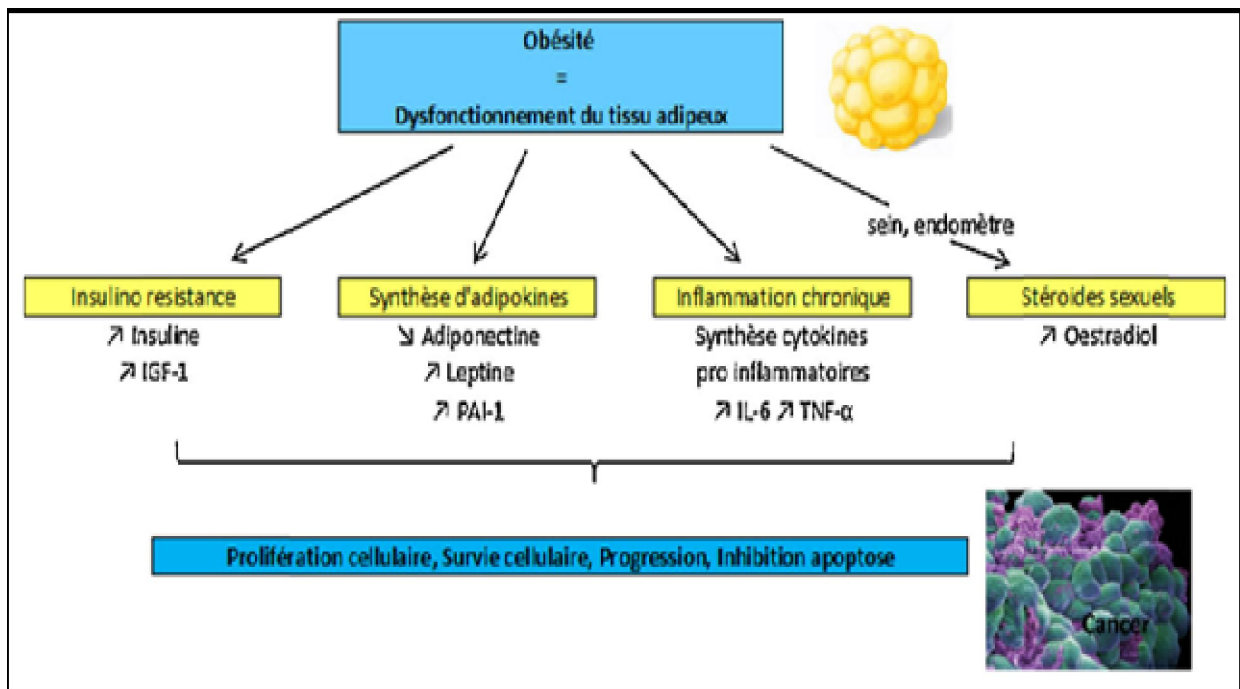 Obésité
=
Dysfonctionnement du tissu adipeux
sein, endomètre
Insulino resistance
↗ Insuline
↗ IGF-1
Synthèse d'adipokines
↘ Adiponectine
↗ Leptine
↗ PAI-1
Inflammation chronique
Synthèse cytokines
pro inflammatoires
↗ IL-6 ↗ TNF-α
Stéroides sexuels
↗ Oestradiol
Prolifération cellulaire, Survie cellulaire, Progression, Inhibition apoptose
Cancer